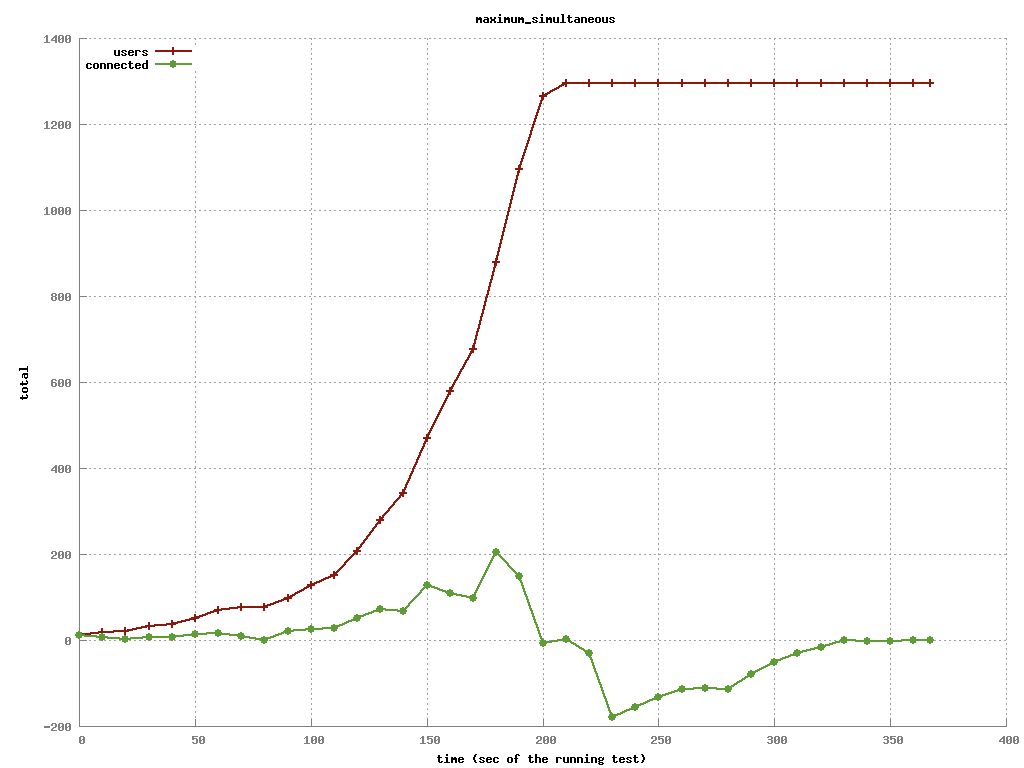 maximum_simultaneous
1400
users
connected
1200
1000
800
600
400
200
0
-200
total
0 50 100 150 200 250 300 350 400
time (sec of the running test)